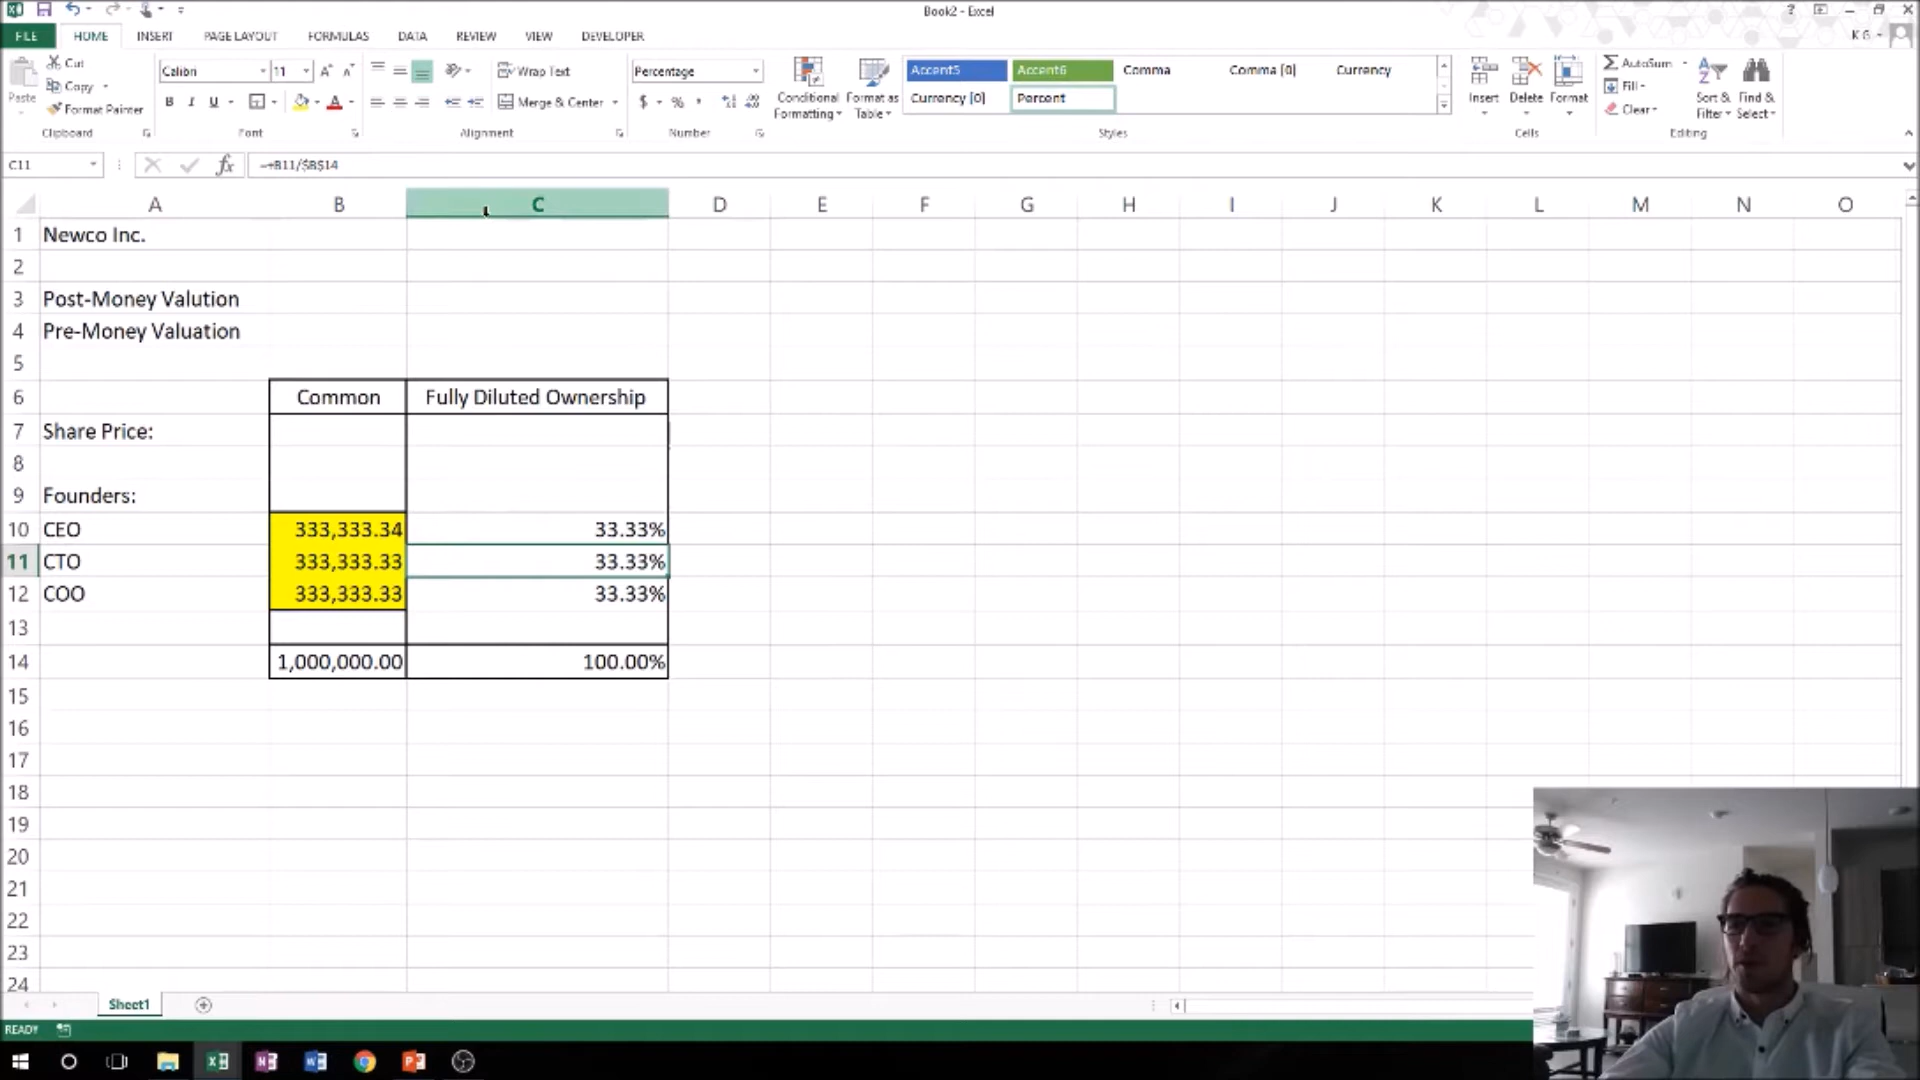 Book2 - Excel
FILE HOME INSERT PAGE LAYOUT FORMULAS DATA REVIEW VIEW DEVELOPER K G
Paste
Cut
Copy
Format Painter
Clipboard
Calibri 11
B I U
Font
Wrap Text
Merge & Center
Alignment
Percentage
$ % ,
Number
Conditional Formatting
Format as Table
Accent5 Accent6 Comma Comma [0] Currency
Currency [0] Percent
Styles
Insert Delete Format
Cells
AutoSum
Fill
Clear
Sort & Filter
Find & Select
Editing
C11 fx =+B11/$B$14
A B C D E F G H I J K L M N O
1 Newco Inc.
2
3 Post-Money Valution
4 Pre-Money Valuation
5
6 Common Fully Diluted Ownership
7 Share Price:
8
9 Founders:
10 CEO 333,333.34 33.33%
11 CTO 333,333.33 33.33%
12 COO 333,333.33 33.33%
13
14 1,000,000.00 100.00%
15
16
17
18
19
20
21
22
23
24
Sheet1
READY